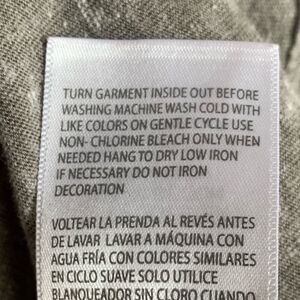 TURN GARMENT INSIDE OUT BEFORE
WASHING MACHINE WASH COLD WITH
LIKE COLORS ON GENTLE CYCLE USE
NON- CHLORINE BLEACH ONLY WHEN
NEEDED HANG TO DRY LOW IRON
IF NECESSARY DO NOT IRON
DECORATION
VOLTEAR LA PRENDA AL REVÉS ANTES
DE LAVAR LAVAR A MÁQUINA CON
AGUA FRÍA CON COLORES SIMILARES
EN CICLO SUAVE SOLO UTILICE
BLANQUEADOR SIN CLORO CUANDO